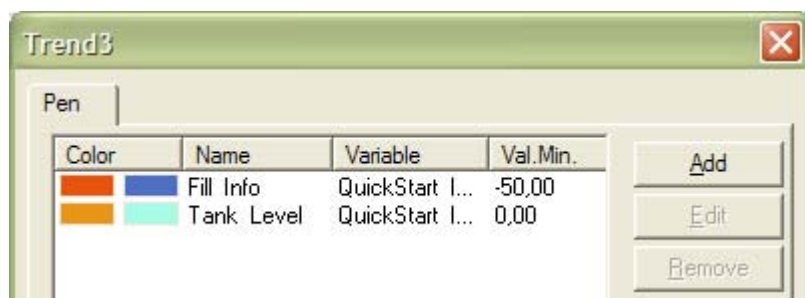 Trend3
Pen
Color Name Variable Val.Min.
Fill Info QuickStart I... -50,00
Tank Level QuickStart I... 0,00
Add
Edit
Remove